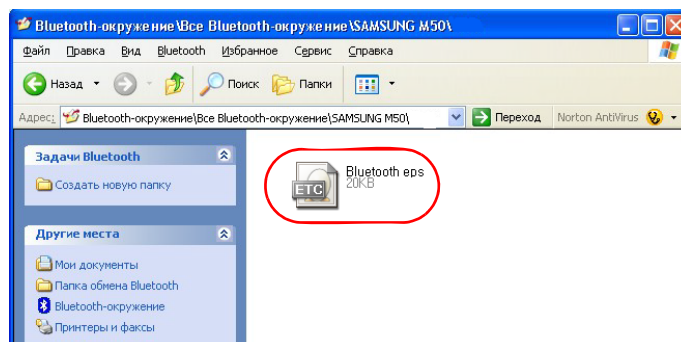 Bluetooth-окружение\Все Bluetooth-окружение\SAMSUNG M50\
Файл Правка Вид Bluetooth Избранное Сервис Справка
Назад Поиск Папки
Адрес: Bluetooth-окружение\Все Bluetooth-окружение\SAMSUNG M50\ Переход Norton AntiVirus
Задачи Bluetooth
Создать новую папку
Другие места
Мои документы
Папка обмена Bluetooth
Bluetooth-окружение
Принтеры и факсы
ETC
Bluetooth eps
20KB